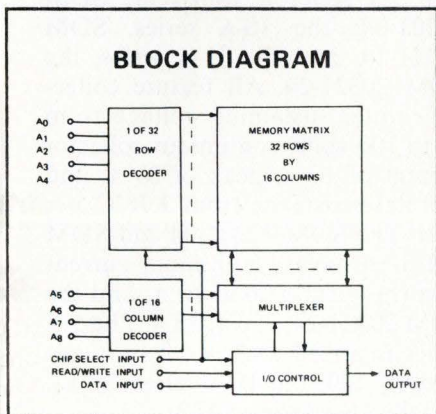 BLOCK DIAGRAM
A0
A1
A2
A3
A4
1 OF 32
ROW
DECODER
MEMORY MATRIX
32 ROWS
BY
16 COLUMNS
A5
A6
A7
A8
1 OF 16
COLUMN
DECODER
MULTIPLEXER
CHIP SELECT INPUT
READ/WRITE INPUT
DATA INPUT
I/O CONTROL
DATA
OUTPUT